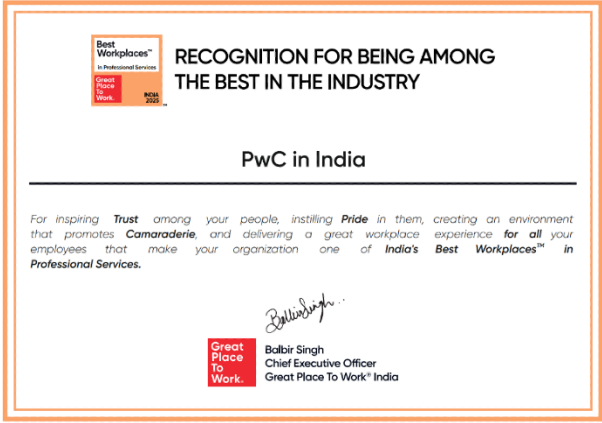 Best
Workplaces™
In Professional Services
Great
Place
To
Work.
INDIA
2025
™
RECOGNITION FOR BEING AMONG
THE BEST IN THE INDUSTRY
PwC in India
For inspiring Trust among your people, instilling Pride in them, creating an environment
that promotes Camaraderie, and delivering a great workplace experience for all your
employees that make your organization one of India's Best Workplaces™ in
Professional Services.
BalbirSingh..
Great
Place
To
Work.
Balbir Singh
Chief Executive Officer
Great Place To Work® India